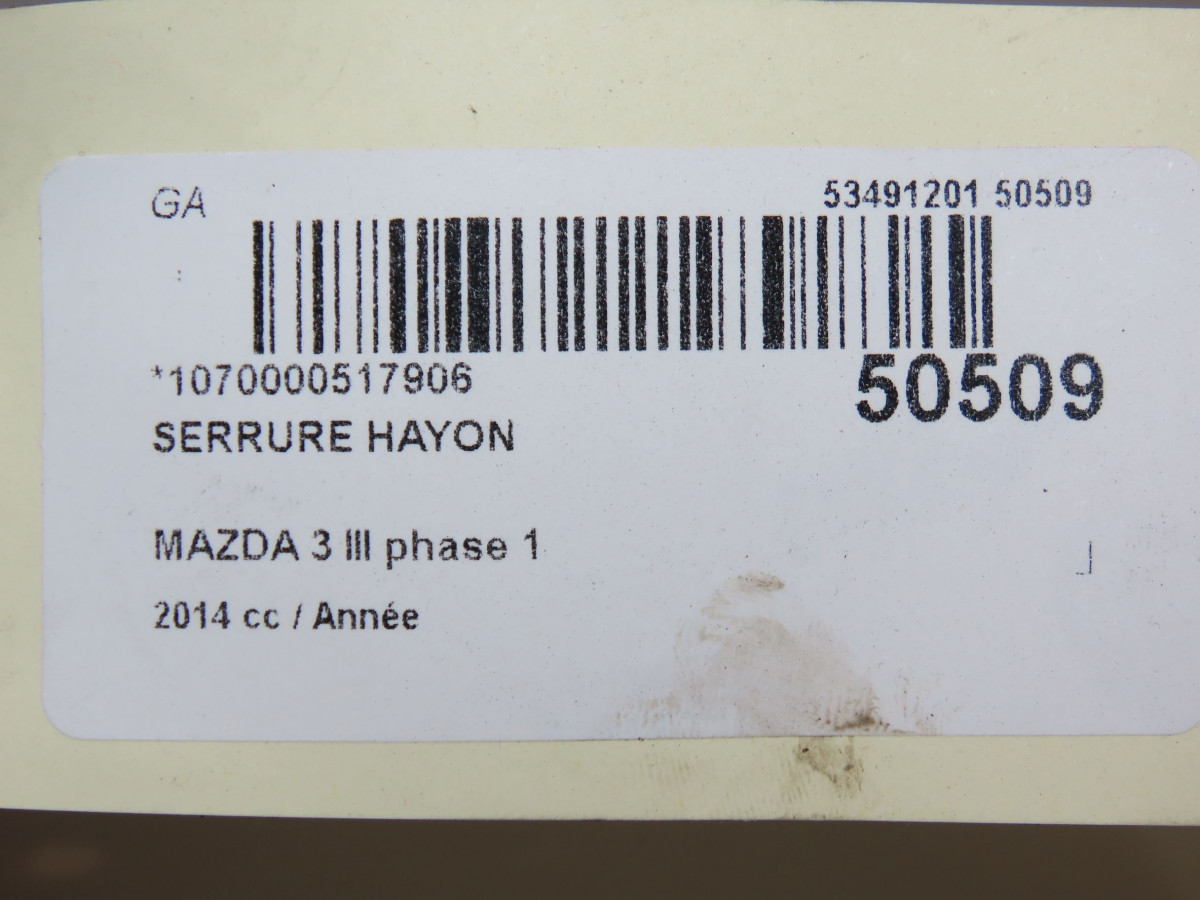 GA
53491201 50509
*1070000517906
50509
SERRURE HAYON
MAZDA 3 III phase 1
2014 cc / Année